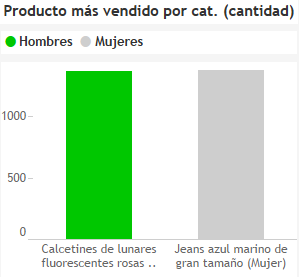 Producto más vendido por cat. (cantidad)
Hombres Mujeres
1000
500
0
Calcetines de lunares
fluorescentes rosas ..
Jeans azul marino de
gran tamaño (Mujer)